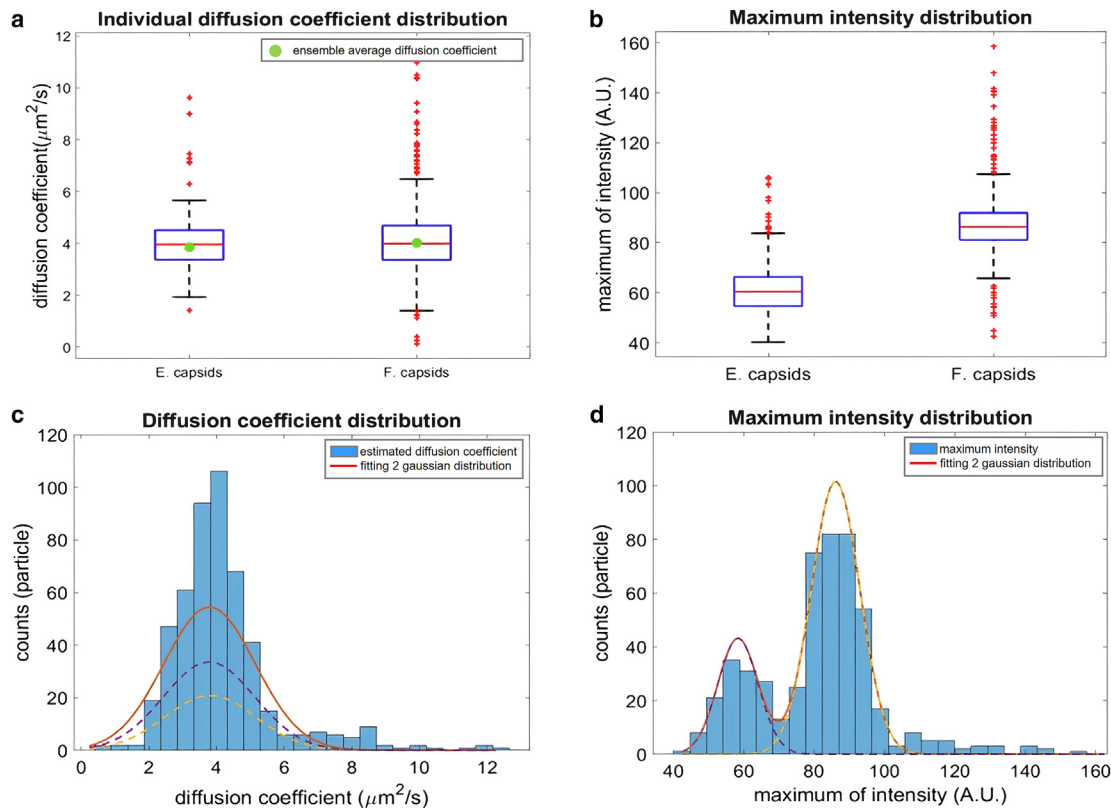 a
Individual diffusion coefficient distribution
ensemble average diffusion coefficient
diffusion coefficient(μm²/s)
12
10
8
6
4
2
0
E. capsids
F. capsids
b
Maximum intensity distribution
maximum of intensity (A.U.)
160
140
120
100
80
60
40
E. capsids
F. capsids
c
Diffusion coefficient distribution
estimated diffusion coefficient
fitting 2 gaussian distribution
counts (particle)
120
100
80
60
40
20
0
0 2 4 6 8 10 12
diffusion coefficient (μm²/s)
d
Maximum intensity distribution
maximum intensity
fitting 2 gaussian distribution
counts (particle)
120
100
80
60
40
20
0
40 60 80 100 120 140 160
maximum of intensity (A.U.)